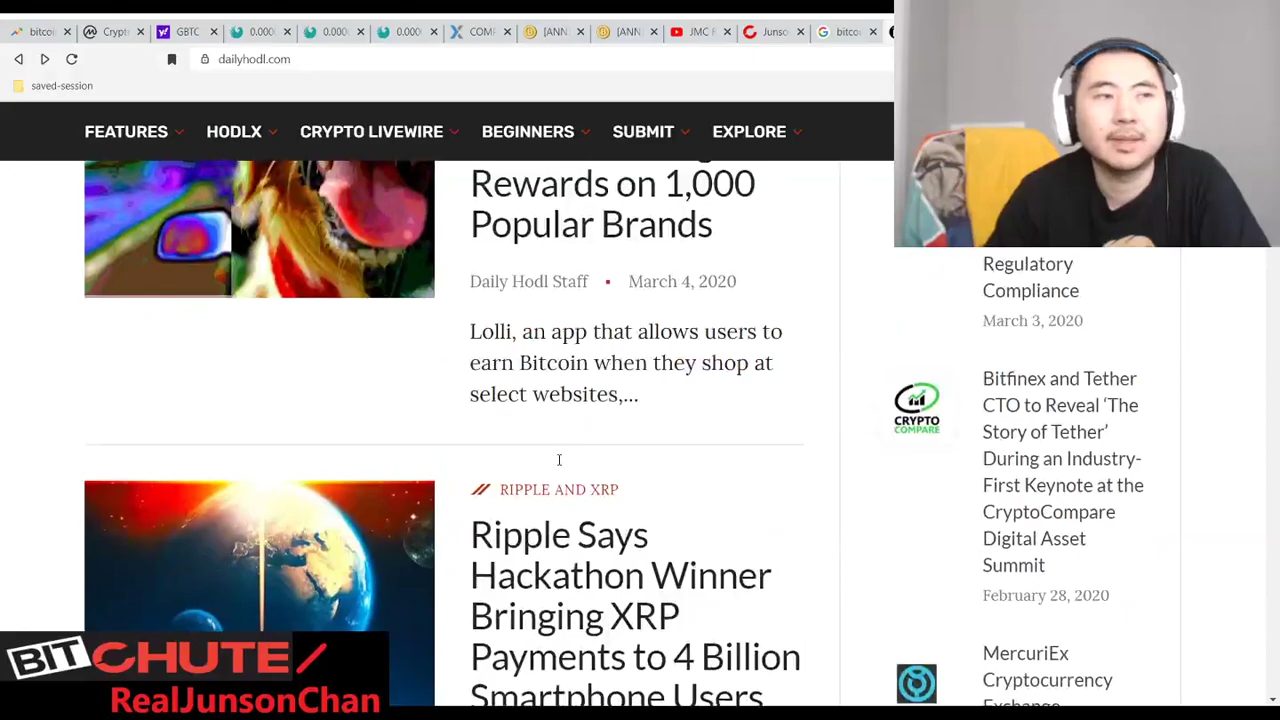 bitst
Crypt
GBTC
0.000
0.000
0.000
COMF
[ANN
[ANN
JMC R
Junso
bitco
dailyhodl.com
saved-session
FEATURES
HODLX
CRYPTO LIVEWIRE
BEGINNERS
SUBMIT
EXPLORE
Rewards on 1,000
Popular Brands
Daily Hodl Staff
March 4, 2020
Lolli, an app that allows users to
earn Bitcoin when they shop at
select websites,...
RIPPLE AND XRP
Ripple Says
Hackathon Winner
Bringing XRP
Payments to 4 Billion
Smartphone Users
Regulatory
Compliance
March 3, 2020
CRYPTO
COMPARE
Bitfinex and Tether
CTO to Reveal ‘The
Story of Tether’
During an Industry-
First Keynote at the
CryptoCompare
Digital Asset
Summit
February 28, 2020
MercuriEx
Cryptocurrency
Exchange
BITCHUTE
RealJunsonChan